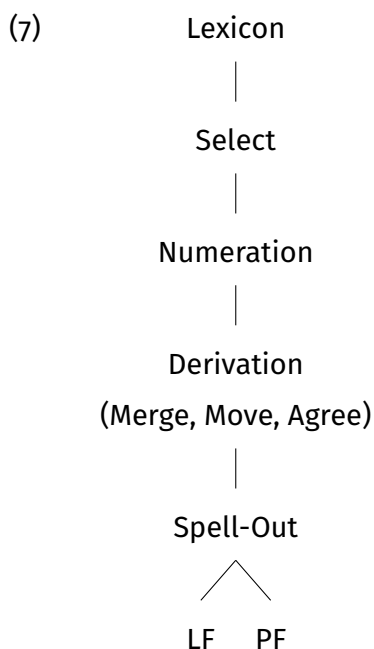 (7) Lexicon
Select
Numeration
Derivation
(Merge, Move, Agree)
Spell-Out
LF PF